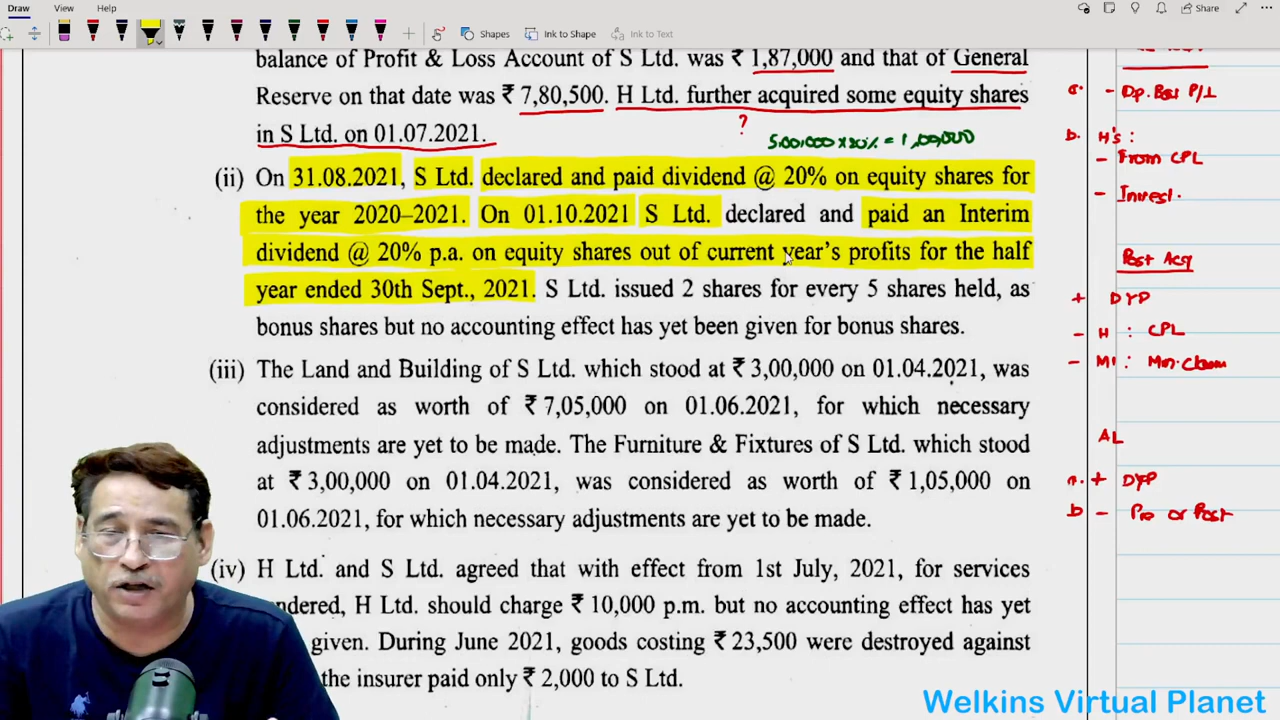 Draw View Help
Shapes Ink to Shape Ink to Text Share
balance of Profit & Loss Account of S Ltd. was ₹ 1,87,000 and that of General
Reserve on that date was ₹ 7,80,500. H Ltd. further acquired some equity shares
in S Ltd. on 01.07.2021.
?
5,00,000 x 20% = 1,00,000
(ii) On 31.08.2021, S Ltd. declared and paid dividend @ 20% on equity shares for
the year 2020–2021. On 01.10.2021 S Ltd. declared and paid an Interim
dividend @ 20% p.a. on equity shares out of current year's profits for the half
year ended 30th Sept., 2021. S Ltd. issued 2 shares for every 5 shares held, as
bonus shares but no accounting effect has yet been given for bonus shares.
(iii) The Land and Building of S Ltd. which stood at ₹ 3,00,000 on 01.04.2021, was
considered as worth of ₹ 7,05,000 on 01.06.2021, for which necessary
adjustments are yet to be made. The Furniture & Fixtures of S Ltd. which stood
at ₹ 3,00,000 on 01.04.2021, was considered as worth of ₹ 1,05,000 on
01.06.2021, for which necessary adjustments are yet to be made.
(iv) H Ltd. and S Ltd. agreed that with effect from 1st July, 2021, for services
ndered, H Ltd. should charge ₹ 10,000 p.m. but no accounting effect has yet
given. During June 2021, goods costing ₹ 23,500 were destroyed against
the insurer paid only ₹ 2,000 to S Ltd.
a. - Dp. Bost P/L
b. H's :
- From CPL
- Invest.
Post Acq
+ DYD
- H : CPL
- MI : Min. Claim
AL
a. + DYP
b - Pre or Post
Welkins Virtual Planet